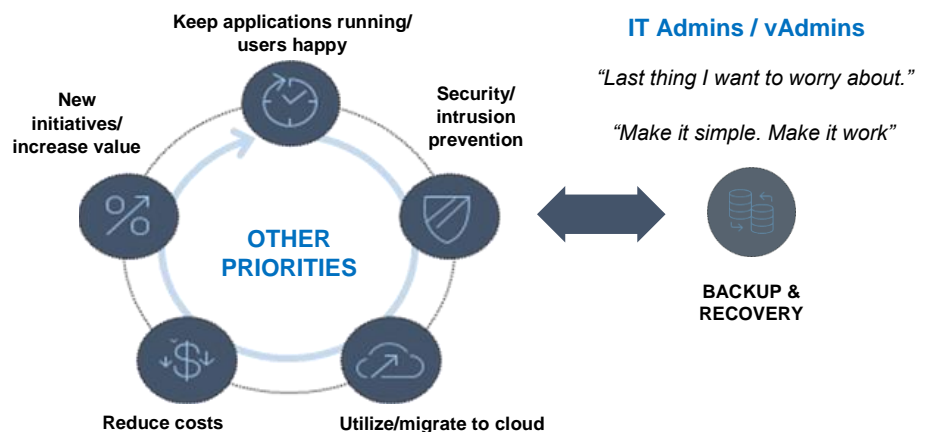 Keep applications running/
users happy
IT Admins / vAdmins
“Last thing I want to worry about.”
“Make it simple. Make it work”
New
initiatives/
increase value
Security/
intrusion
prevention
OTHER
PRIORITIES
BACKUP &
RECOVERY
Reduce costs
Utilize/migrate to cloud